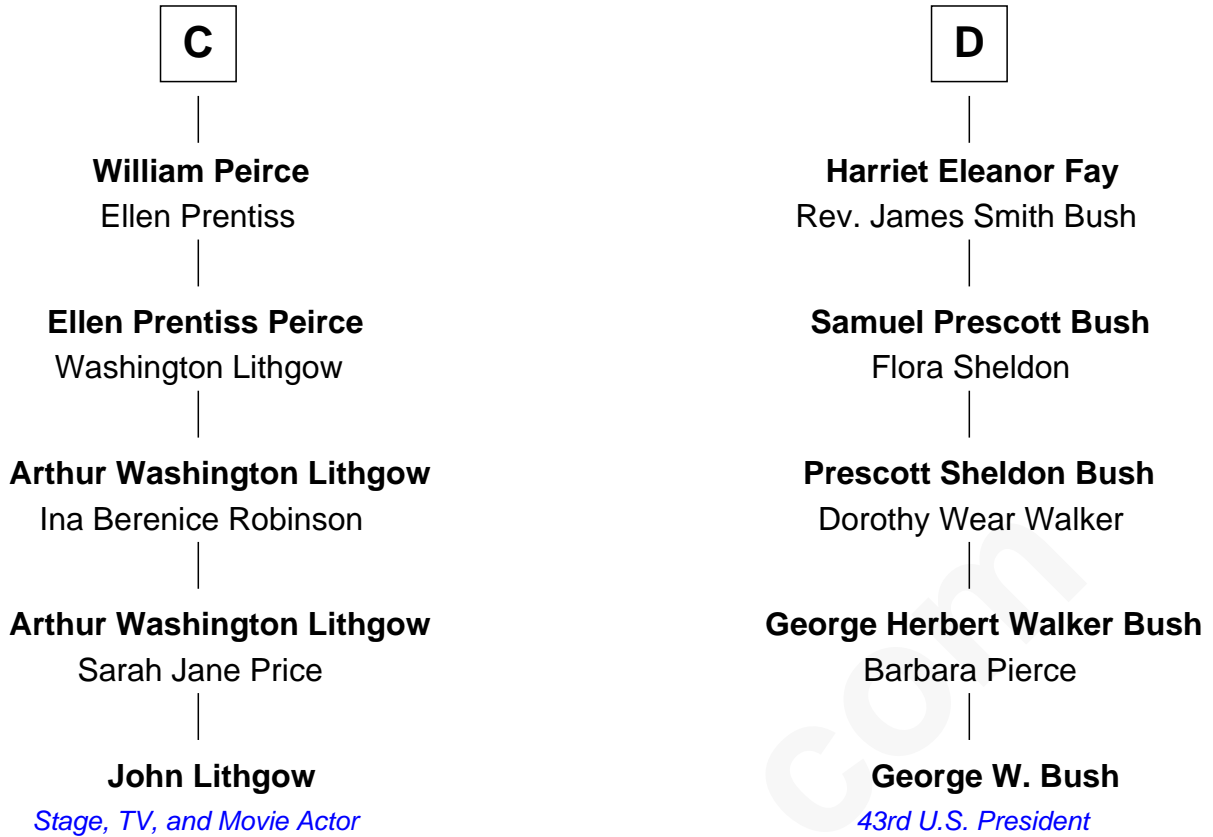 C
William Peirce
Ellen Prentiss
Ellen Prentiss Peirce
Washington Lithgow
Arthur Washington Lithgow
Ina Berenice Robinson
Arthur Washington Lithgow
Sarah Jane Price
John Lithgow
Stage, TV, and Movie Actor
D
Harriet Eleanor Fay
Rev. James Smith Bush
Samuel Prescott Bush
Flora Sheldon
Prescott Sheldon Bush
Dorothy Wear Walker
George Herbert Walker Bush
Barbara Pierce
George W. Bush
43rd U.S. President
com